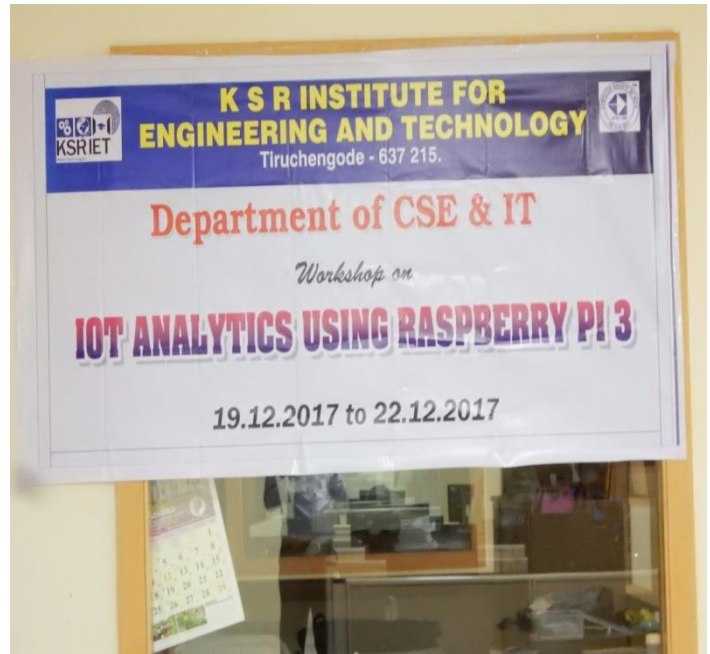 K S R INSTITUTE FOR
ENGINEERING AND TECHNOLOGY
KSRIET
Tiruchengode - 637 215.
Department of CSE & IT
Workshop on
IOT ANALYTICS USING RASPBERRY PI 3
19.12.2017 to 22.12.2017